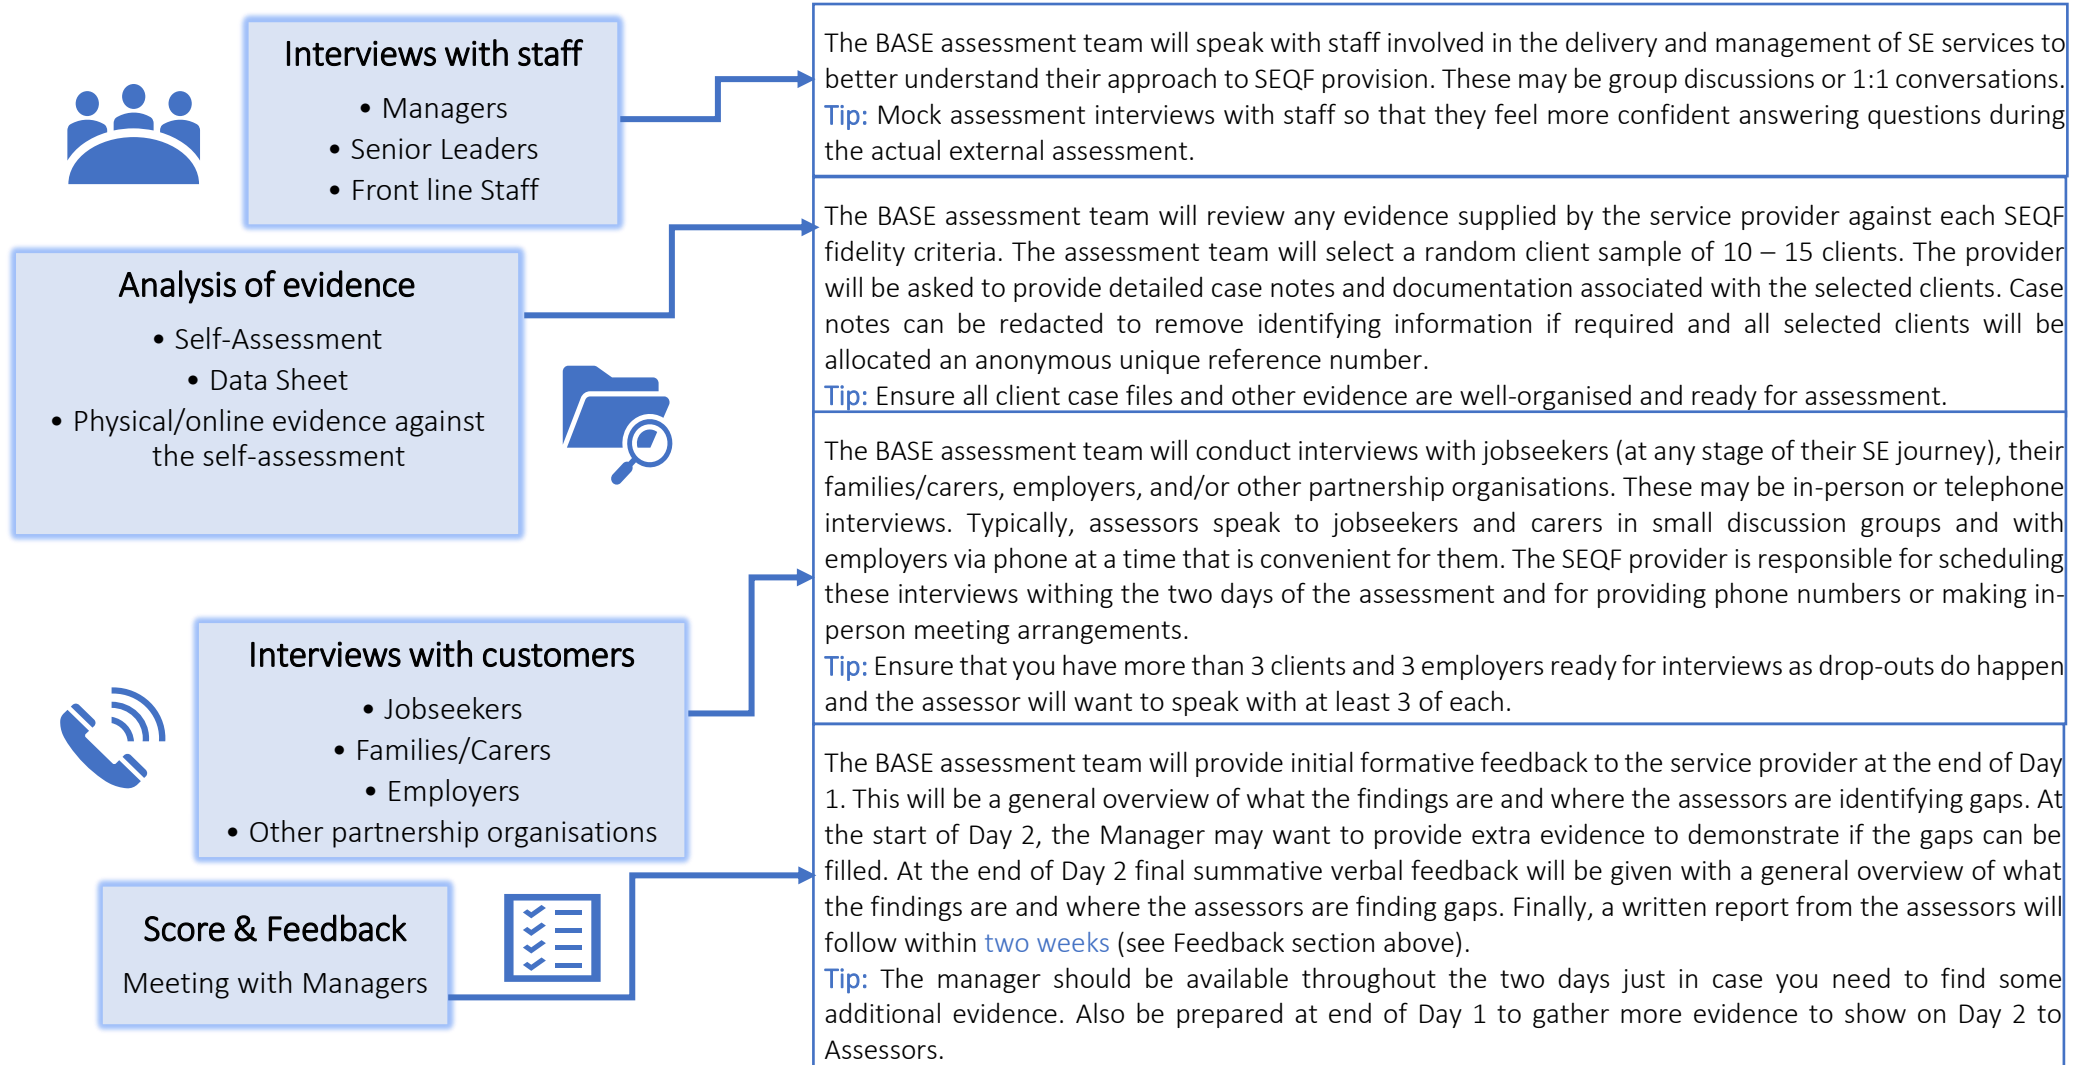 Interviews with staff
• Managers
• Senior Leaders
• Front line Staff
The BASE assessment team will speak with staff involved in the delivery and management of SE services to
better understand their approach to SEQF provision. These may be group discussions or 1:1 conversations.
Tip: Mock assessment interviews with staff so that they feel more confident answering questions during
the actual external assessment.
Analysis of evidence
• Self-Assessment
• Data Sheet
• Physical/online evidence against
the self-assessment
The BASE assessment team will review any evidence supplied by the service provider against each SEQF
fidelity criteria. The assessment team will select a random client sample of 10 – 15 clients. The provider
will be asked to provide detailed case notes and documentation associated with the selected clients. Case
notes can be redacted to remove identifying information if required and all selected clients will be
allocated an anonymous unique reference number.
Tip: Ensure all client case files and other evidence are well-organised and ready for assessment.
Interviews with customers
• Jobseekers
• Families/Carers
• Employers
• Other partnership organisations
The BASE assessment team will conduct interviews with jobseekers (at any stage of their SE journey), their
families/carers, employers, and/or other partnership organisations. These may be in-person or telephone
interviews. Typically, assessors speak to jobseekers and carers in small discussion groups and with
employers via phone at a time that is convenient for them. The SEQF provider is responsible for scheduling
these interviews withing the two days of the assessment and for providing phone numbers or making in-
person meeting arrangements.
Tip: Ensure that you have more than 3 clients and 3 employers ready for interviews as drop-outs do happen
and the assessor will want to speak with at least 3 of each.
Score & Feedback
Meeting with Managers
The BASE assessment team will provide initial formative feedback to the service provider at the end of Day
1. This will be a general overview of what the findings are and where the assessors are identifying gaps. At
the start of Day 2, the Manager may want to provide extra evidence to demonstrate if the gaps can be
filled. At the end of Day 2 final summative verbal feedback will be given with a general overview of what
the findings are and where the assessors are finding gaps. Finally, a written report from the assessors will
follow within two weeks (see Feedback section above).
Tip: The manager should be available throughout the two days just in case you need to find some
additional evidence. Also be prepared at end of Day 1 to gather more evidence to show on Day 2 to
Assessors.